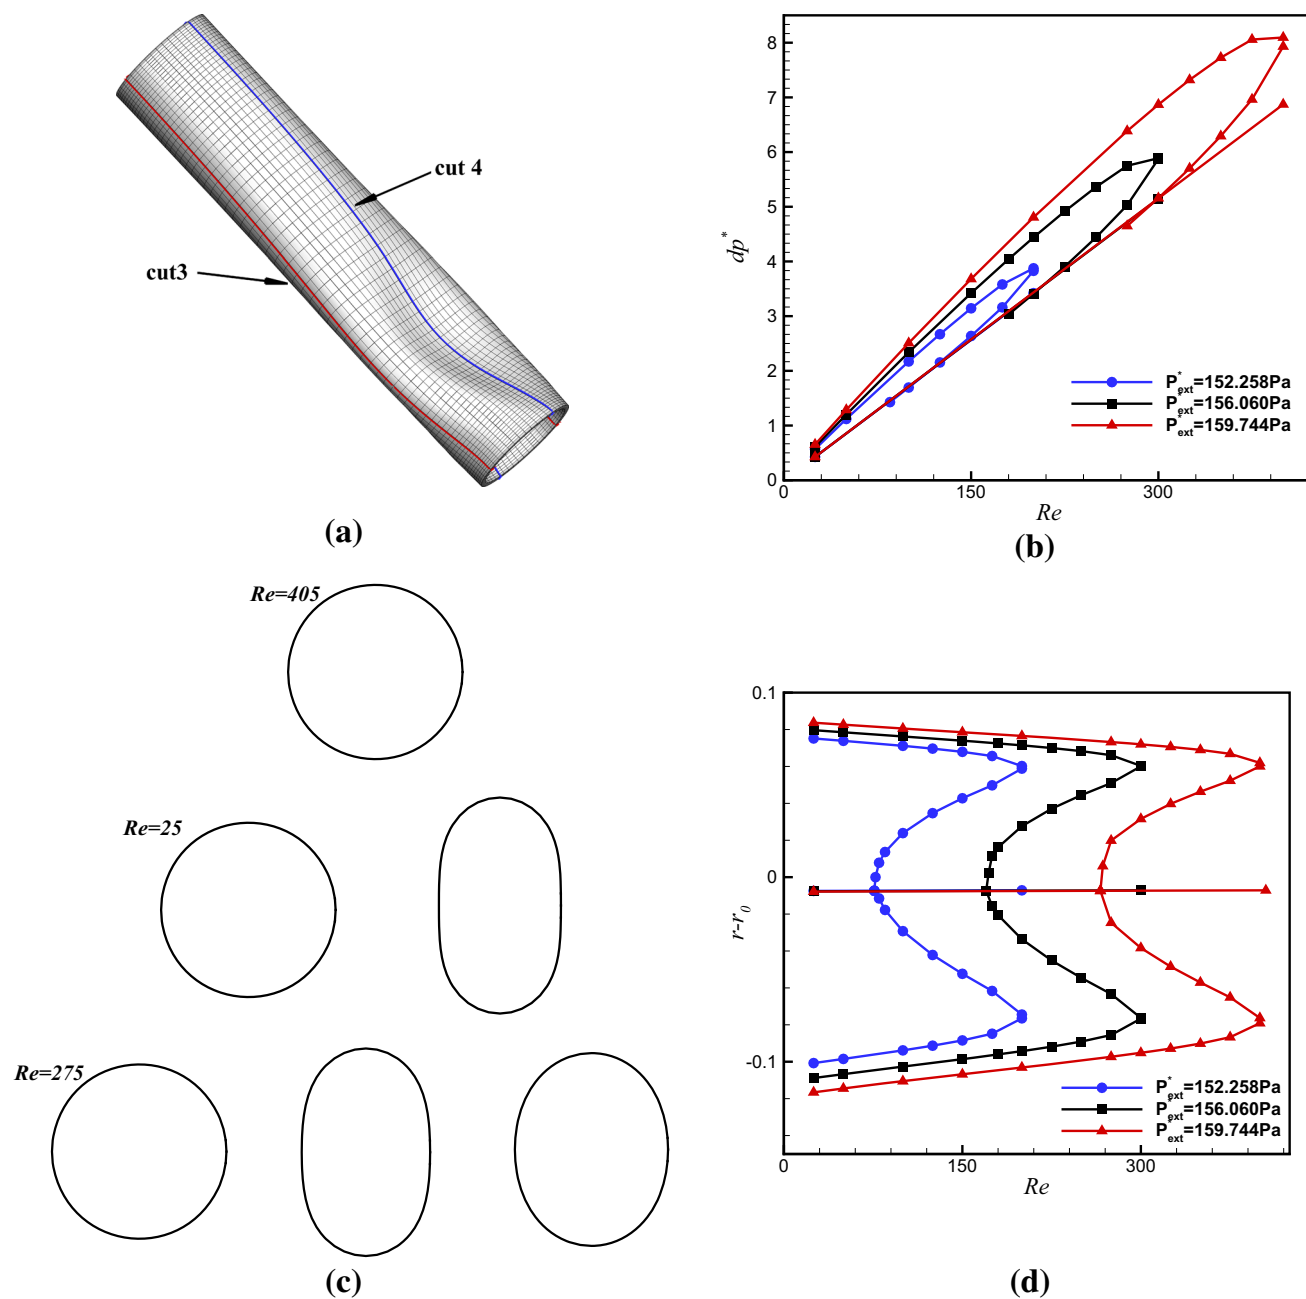 cut 4
cut3
(a)
8
7
6
5
4
3
2
1
0
dp*
0 150 300
Re
P*ext=152.258Pa
P*ext=156.060Pa
P*ext=159.744Pa
(b)
Re=405
Re=25
Re=275
(c)
0.1
0
-0.1
r-r0
P*ext=152.258Pa
P*ext=156.060Pa
P*ext=159.744Pa
0 150 300
Re
(d)